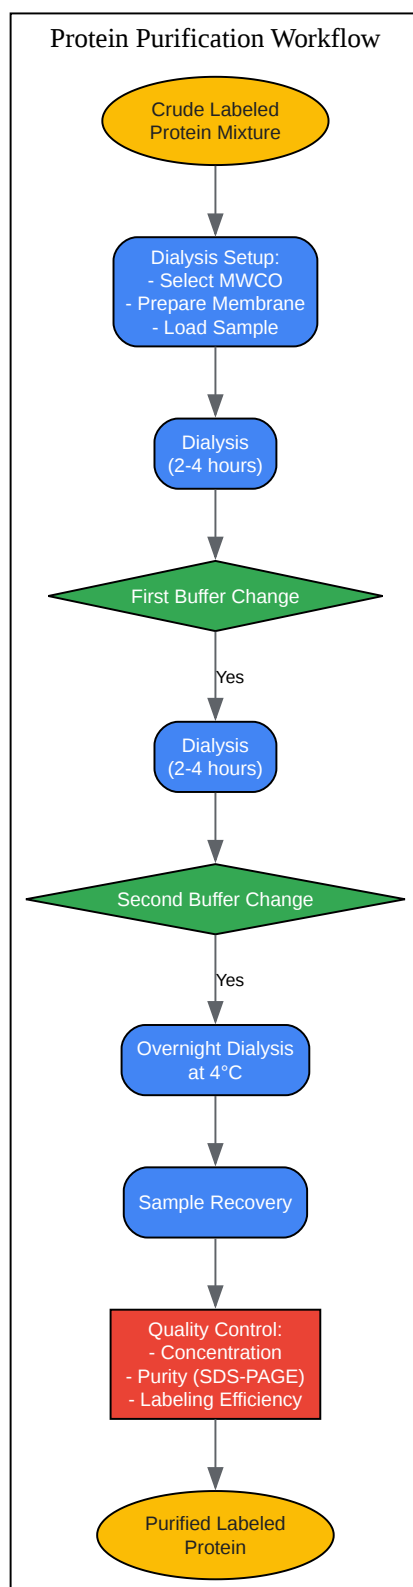 Protein Purification Workflow
Crude Labeled
Protein Mixture
Dialysis Setup:
- Select MWCO
- Prepare Membrane
- Load Sample
Dialysis
(2-4 hours)
First Buffer Change
Yes
Dialysis
(2-4 hours)
Second Buffer Change
Yes
Overnight Dialysis
at 4°C
Sample Recovery
Quality Control:
- Concentration
- Purity (SDS-PAGE)
- Labeling Efficiency
Purified Labeled
Protein